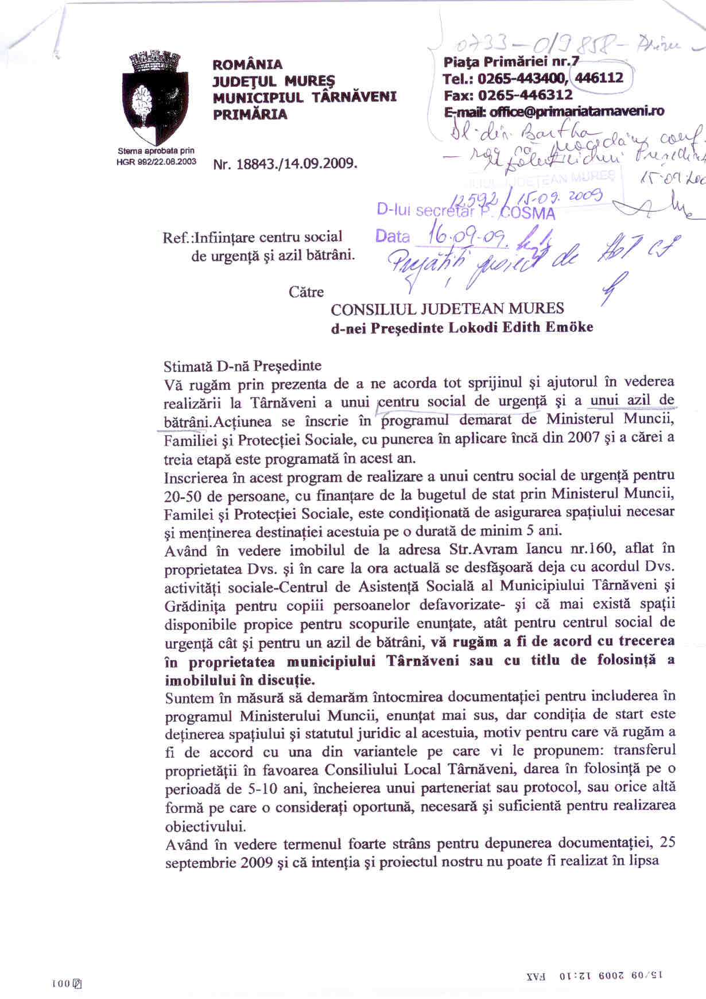 0733-019858-
ROMÂNIA
JUDEŢUL MUREŞ
MUNICIPIUL TÂRNĂVENI
PRIMĂRIA
Piaţa Primăriei nr.7
Tel.: 0265-443400, 446112
Fax: 0265-446312
E-mail: office@primariatarnaveni.ro
Stema aprobata prin
HGR 992/22.08.2003
Nr. 18843./14.09.2009.
Dl. din Bartha
15.09.200
CONSILIUL JUDEŢEAN MUREŞ
12592/15.09.2009
D-lui secretar P. COSMA
Data 16.09.09.
Pregătiţi proiect de Hot CJ
Ref.:Infiinţare centru social
de urgenţă şi azil bătrâni.
Către
CONSILIUL JUDETEAN MURES
d-nei Preşedinte Lokodi Edith Emöke
Stimată D-nă Preşedinte
Vă rugăm prin prezenta de a ne acorda tot sprijinul şi ajutorul în vederea
realizării la Târnăveni a unui centru social de urgenţă şi a unui azil de
bătrâni.Acţiunea se înscrie în programul demarat de Ministerul Muncii,
Familiei şi Protecţiei Sociale, cu punerea în aplicare încă din 2007 şi a cărei a
treia etapă este programată în acest an.
Inscrierea în acest program de realizare a unui centru social de urgenţă pentru
20-50 de persoane, cu finanţare de la bugetul de stat prin Ministerul Muncii,
Familei şi Protecţiei Sociale, este condiţionată de asigurarea spaţiului necesar
şi menţinerea destinaţiei acestuia pe o durată de minim 5 ani.
Având în vedere imobilul de la adresa Str.Avram Iancu nr.160, aflat în
proprietatea Dvs. şi în care la ora actuală se desfăşoară deja cu acordul Dvs.
activităţi sociale-Centrul de Asistenţă Socială al Municipiului Târnăveni şi
Grădiniţa pentru copiii persoanelor defavorizate- şi că mai există spaţii
disponibile propice pentru scopurile enunţate, atât pentru centrul social de
urgenţă cât şi pentru un azil de bătrâni, vă rugăm a fi de acord cu trecerea
în proprietatea municipiului Târnăveni sau cu titlu de folosinţă a
imobilului în discuţie.
Suntem în măsură să demarăm întocmirea documentaţiei pentru includerea în
programul Ministerului Muncii, enunţat mai sus, dar condiţia de start este
deţinerea spaţiului şi statutul juridic al acestuia, motiv pentru care vă rugăm a
fi de accord cu una din variantele pe care vi le propunem: transferul
proprietăţii în favoarea Consiliului Local Târnăveni, darea în folosinţă pe o
perioadă de 5-10 ani, încheierea unui parteneriat sau protocol, sau orice altă
formă pe care o consideraţi oportună, necesară şi suficientă pentru realizarea
obiectivului.
Având în vedere termenul foarte strâns pentru depunerea documentaţiei, 25
septembrie 2009 şi că intenţia şi proiectul nostru nu poate fi realizat în lipsa
15/09 2009 12:10 FAX
001